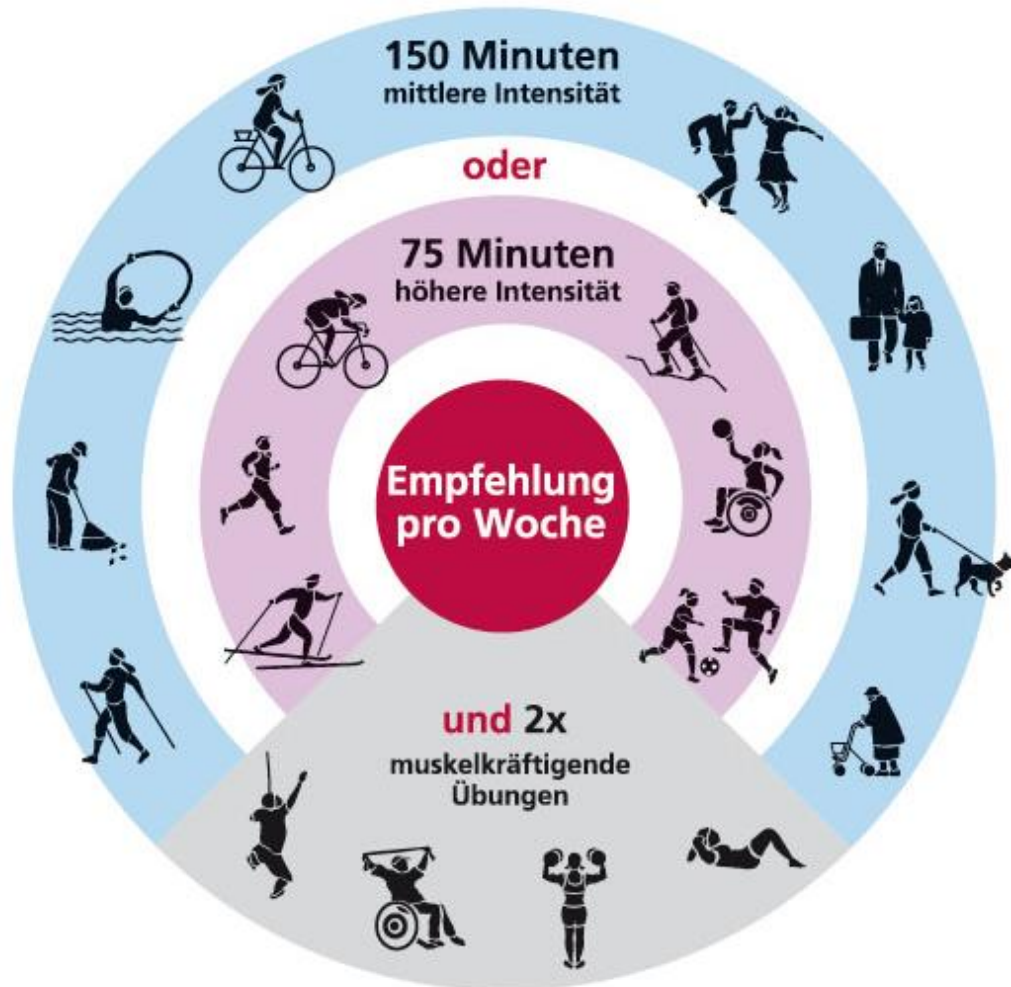 150 Minuten
mittlere Intensität
oder
75 Minuten
höhere Intensität
Empfehlung
pro Woche
und 2x
muskelkräftigende
Übungen